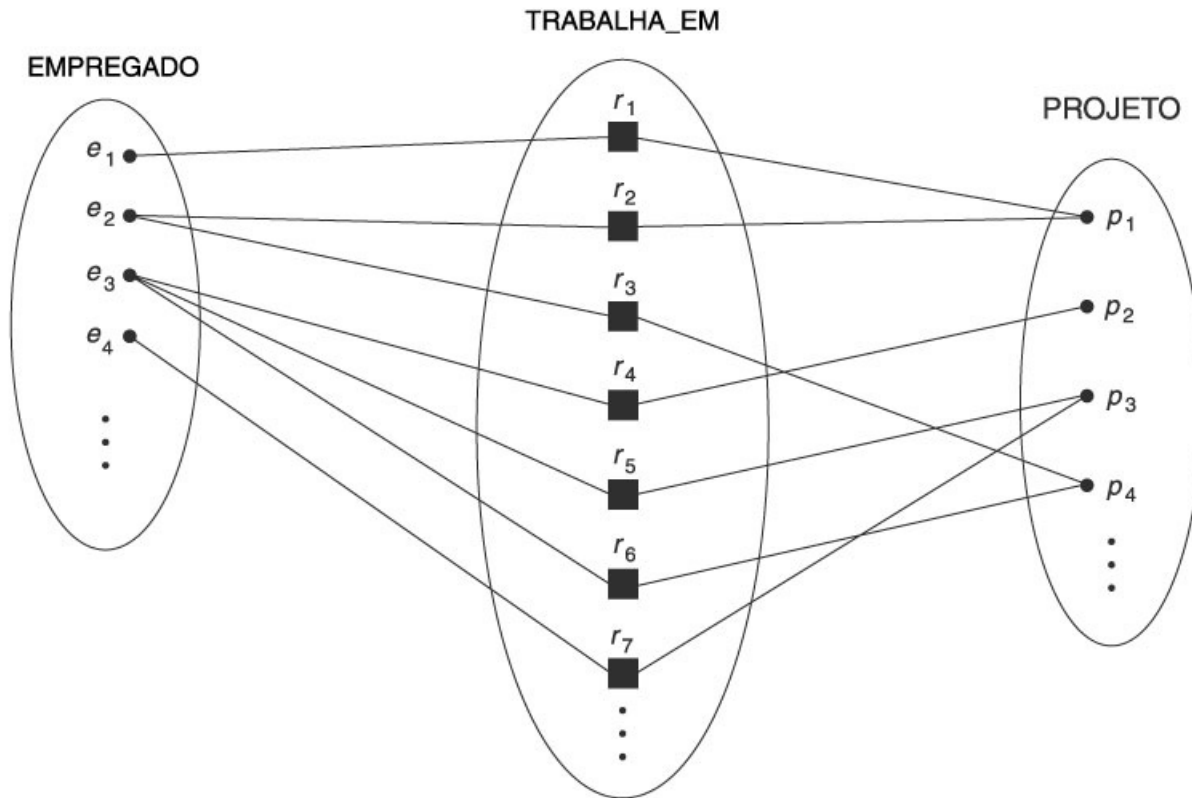 TRABALHA_EM
EMPREGADO
PROJETO
r1
e1
r2
e2
p1
e3
r3
p2
e4
r4
p3
r5
p4
r6
r7